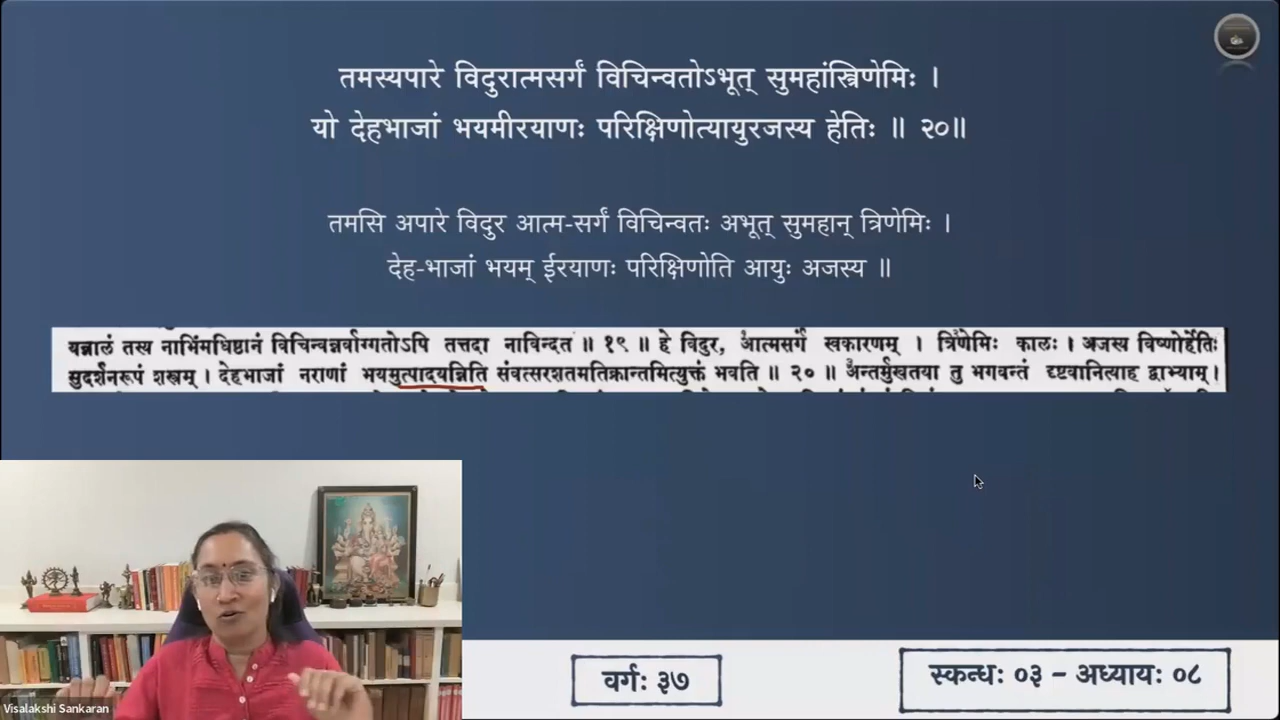 तमस्यपारे विदुरात्मसर्गं विचिन्वतोऽभूत् सुमहांस्त्रिणेमिः ।
यो देहभाजां भयमीरयाणः परिक्षिणोत्यायुरजस्य हेतिः ॥ २०॥
तमसि अपारे विदुर आत्म-सर्गं विचिन्वतः अभूत् सुमहान् त्रिणेमिः ।
देह-भाजां भयम् ईरयाणः परिक्षिणोति आयुः अजस्य ॥
यन्नालं तस्य नाभिमधिष्ठानं विचिन्वन्नर्वाग्गतोऽपि तत्तदा नाविन्दत ॥ १९ ॥ हे विदुर, आत्मसर्गं स्वकारणम् । त्रिणेमिः कालः । अजस्य विष्णोर्हेतिः
सुदर्शनरूपं शस्त्रम् । देहभाजां नराणां भयमुत्पादयन्निति संवत्सरशतमतिक्रान्तमित्युक्तं भवति ॥ २० ॥ अन्तर्मुखतया तु भगवन्तं दृष्टवानित्याह द्वाभ्याम् ।
Visalakshi Sankaran
वर्गः ३७
स्कन्धः ०३ – अध्यायः ०८